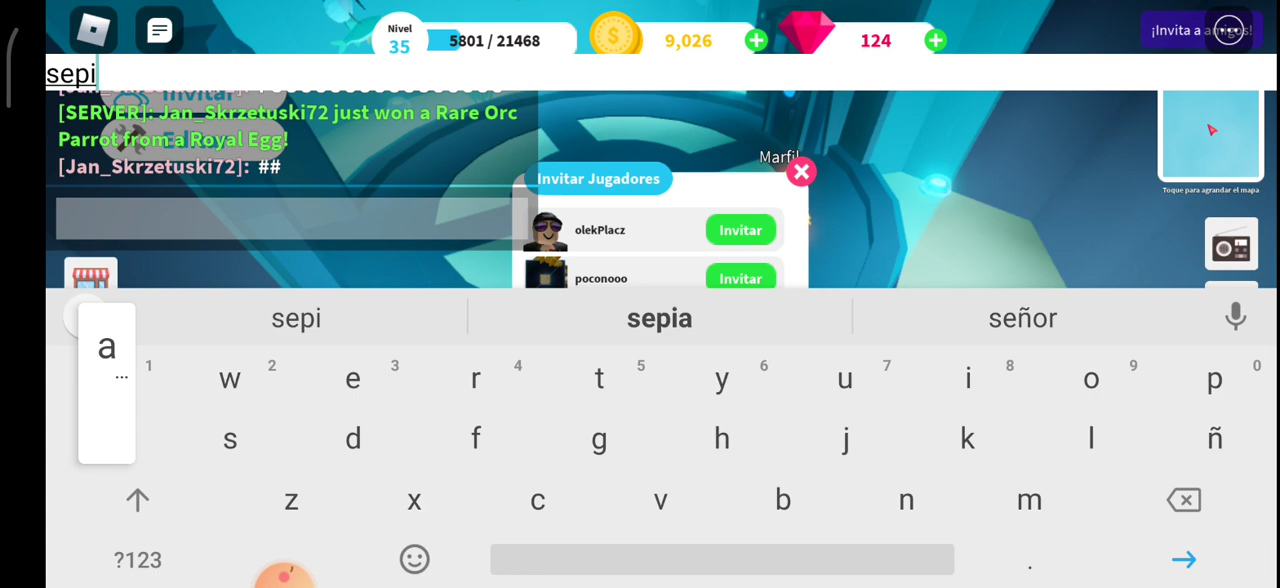 Nivel
35
5801 / 21468
9,026
124
¡Invita a amigos!
sepi
Invitar
[SERVER]: Jan_Skrzetuski72 just won a Rare Orc
Parrot from a Royal Egg!
[Jan_Skrzetuski72]: ##
Marfil
Invitar Jugadores
olekPlacz
Invitar
poconooo
Invitar
Toque para agrandar el mapa
sepi
sepia
señor
a
...
1 w 2 e 3 r 4 t 5 y 6 u 7 i 8 o 9 p 0
s d f g h j k l ñ
z x c v b n m
?123
.